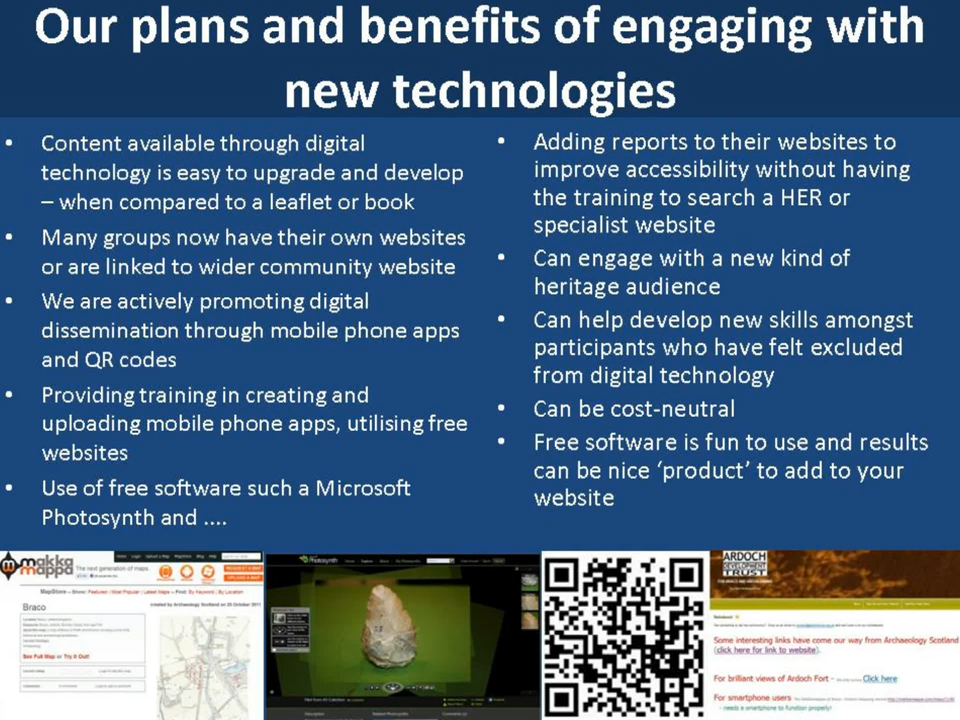 Our plans and benefits of engaging with
new technologies
• Content available through digital
technology is easy to upgrade and develop
– when compared to a leaflet or book
• Many groups now have their own websites
or are linked to wider community website
• We are actively promoting digital
dissemination through mobile phone apps
and QR codes
• Providing training in creating and
uploading mobile phone apps, utilising free
websites
• Use of free software such a Microsoft
Photosynth and ....
• Adding reports to their websites to
improve accessibility without having
the training to search a HER or
specialist website
• Can engage with a new kind of
heritage audience
• Can help develop new skills amongst
participants who have felt excluded
from digital technology
• Can be cost-neutral
• Free software is fun to use and results
can be nice ‘product’ to add to your
website
makka
mappa
The next generation of maps
MapStore
Braco
created by Archaeology Scotland on 25 October 2011
See Full Map or Try It Out!
Photosynth
ARDOCH
DEVELOPMENT
TRUST
Some interesting links have come our way from Archaeology Scotland
(click here for link to website).
For brilliant views of Ardoch Fort - Click here
For smartphone users
- needs a smartphone to function properly!